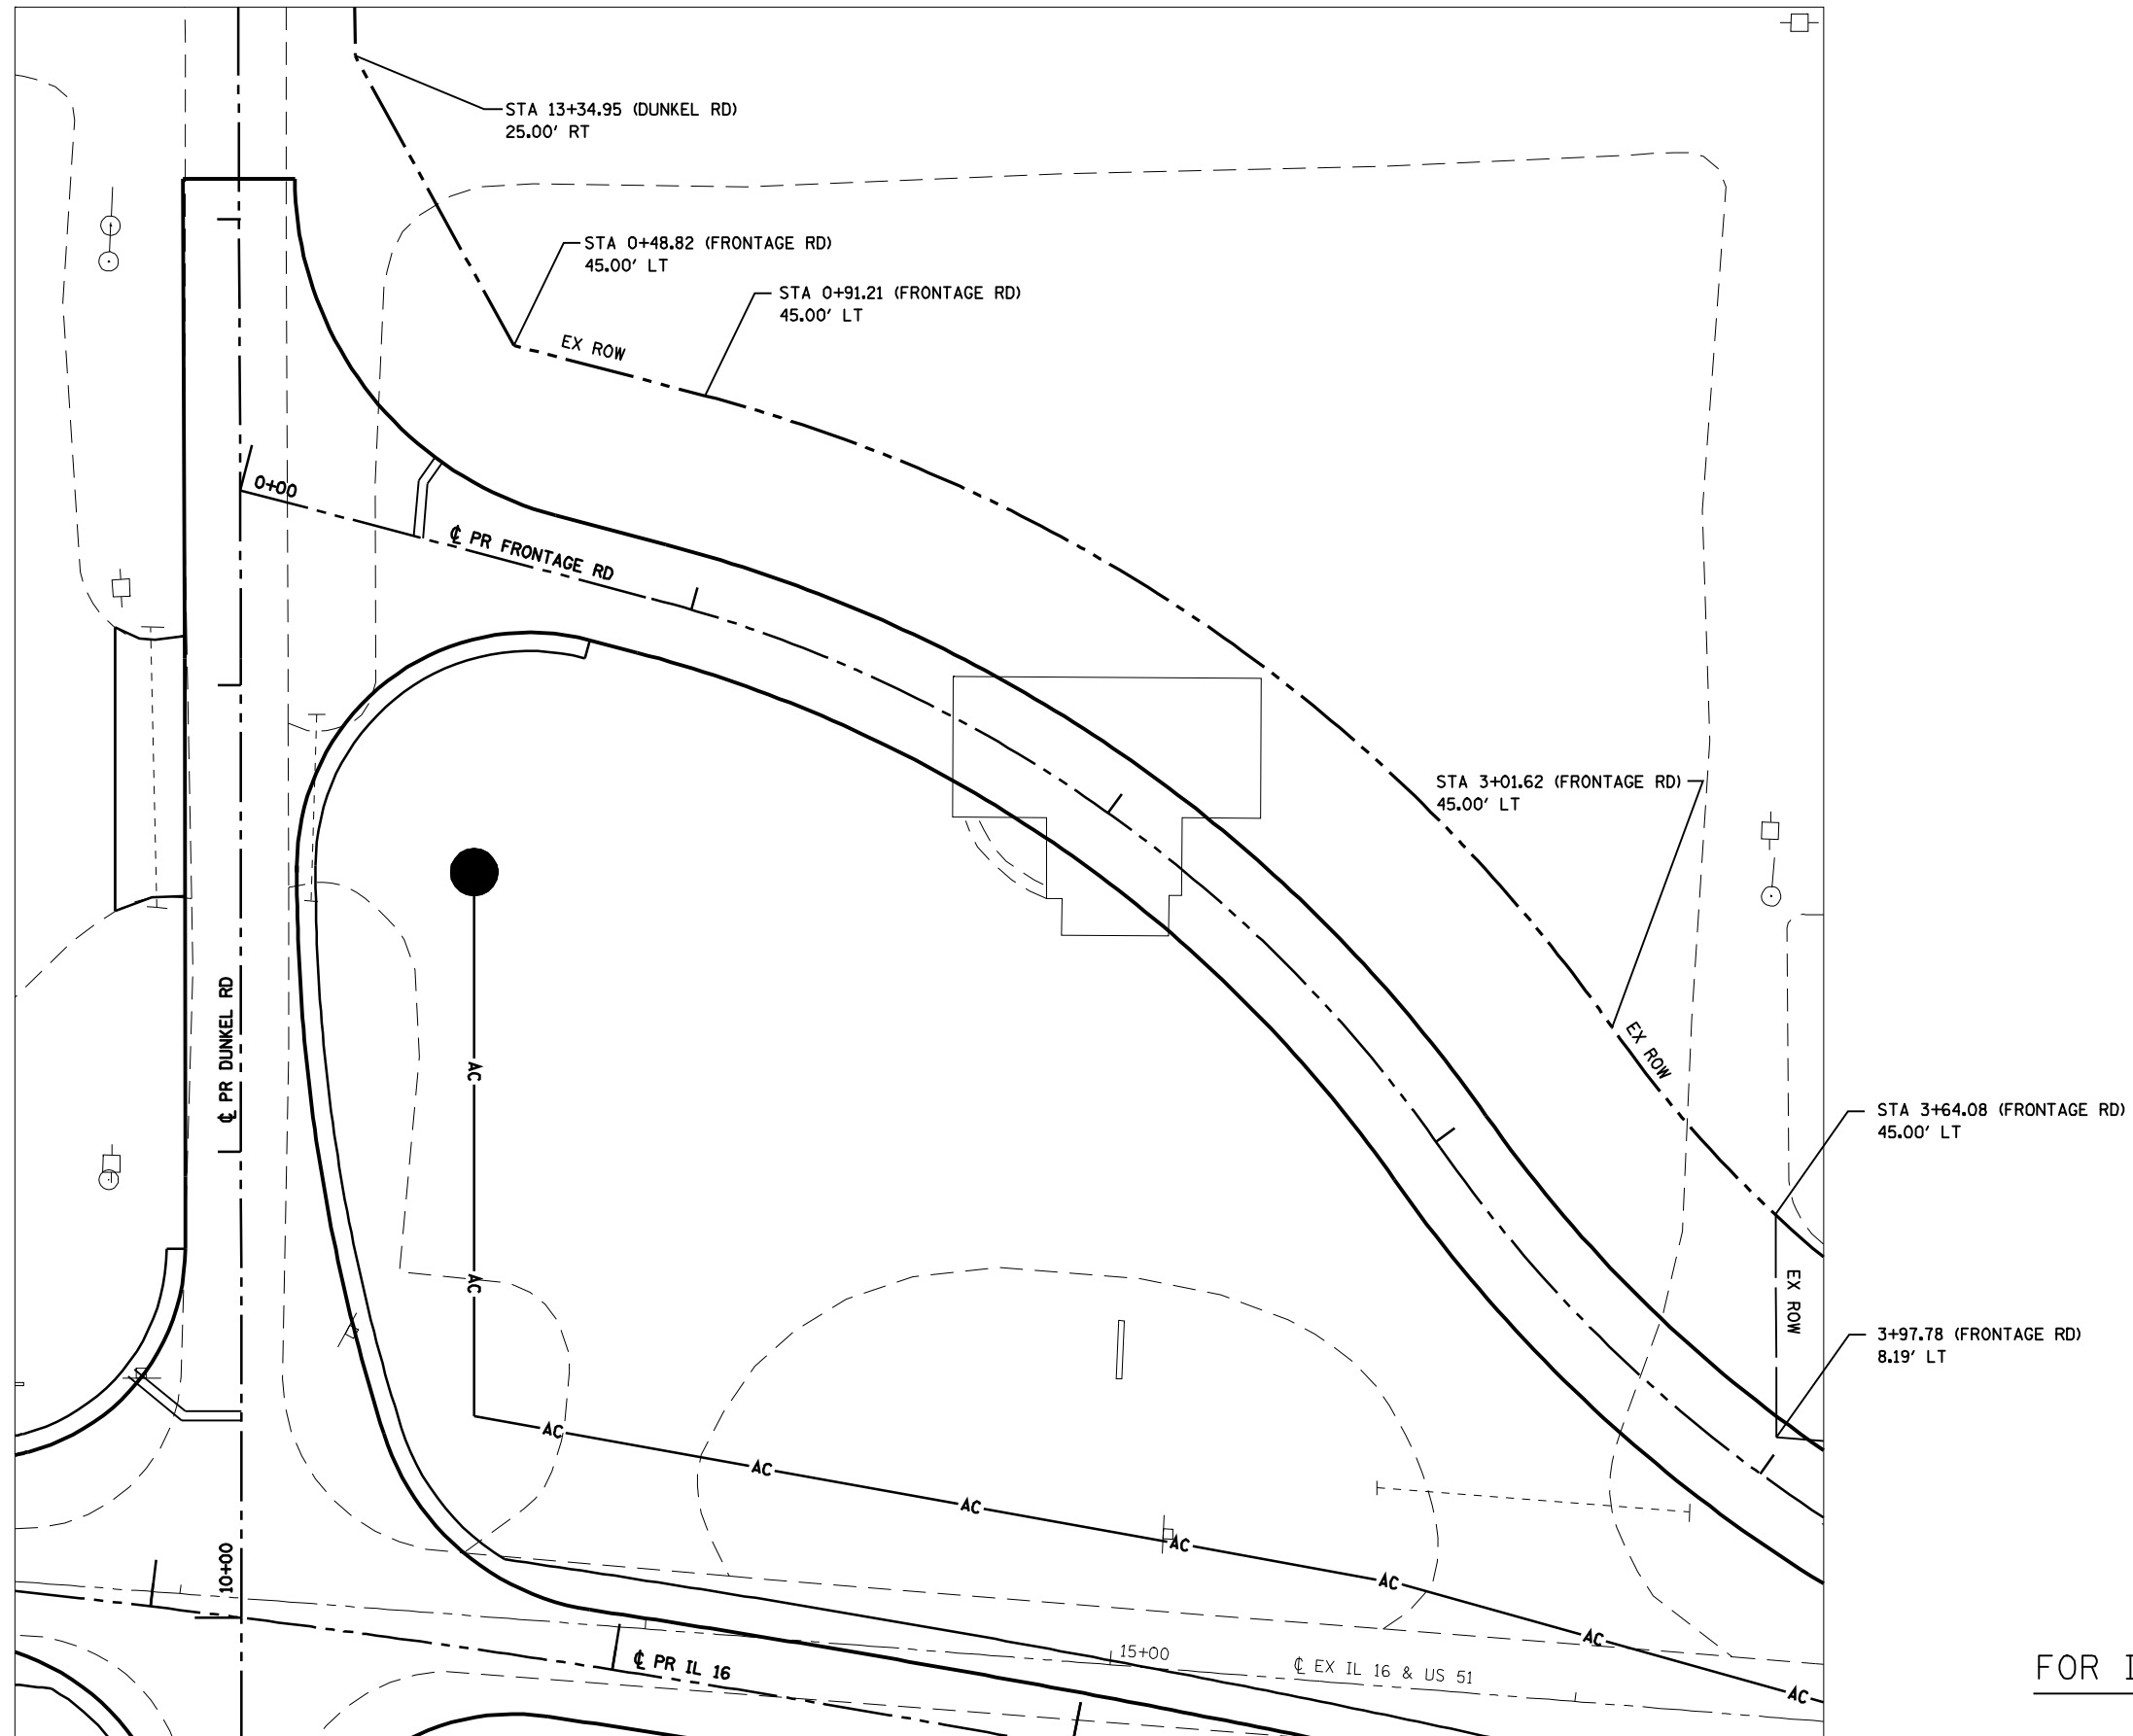 STA 13+34.95 (DUNKEL RD)
25.00' RT
STA 0+48.82 (FRONTAGE RD)
45.00' LT
STA 0+91.21 (FRONTAGE RD)
45.00' LT
EX ROW
0+00
℄ PR FRONTAGE RD
STA 3+01.62 (FRONTAGE RD)
45.00' LT
℄ PR DUNKEL RD
EX ROW
AC
STA 3+64.08 (FRONTAGE RD)
45.00' LT
AC
EX ROW
3+97.78 (FRONTAGE RD)
8.19' LT
AC
AC
AC
AC
AC
10+00
AC
℄ PR IL 16
15+00
℄ EX IL 16 & US 51
AC
FOR I